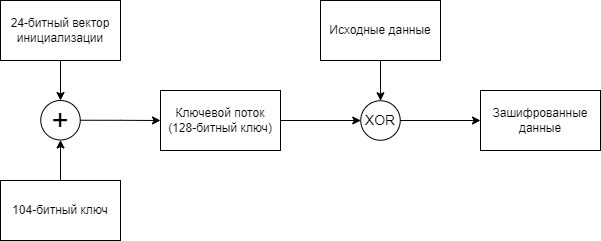 24-битный вектор
инициализации
Исходные данные
+
Ключевой поток
(128-битный ключ)
XOR
Зашифрованные
данные
104-битный ключ